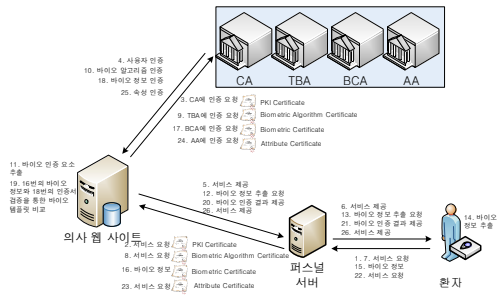 CA
TBA
BCA
AA
4. 사용자 인증
10. 바이오 알고리즘 인증
18. 바이오 정보 인증
25. 속성 인증
3. CA에 인증 요청
PKI Certificate
9. TBA에 인증 요청
Biometric Algorithm Certificate
17. BCA에 인증 요청
Biometric Certificate
24. AA에 인증 요청
Attribute Certificate
11. 바이오 인증 요소
추출
19. 16번의 바이오
정보와 18번의 인증서
검증을 통한 바이오
템플릿 비교
의사 웹 사이트
5. 서비스 제공
12. 바이오 정보 추출 요청
20. 바이오 인증 결과 제공
26. 서비스 제공
2. 서비스 요청
PKI Certificate
8. 서비스 요청
Biometric Algorithm Certificate
16. 바이오 정보
Biometric Certificate
23. 서비스 요청
Attribute Certificate
퍼스널
서버
6. 서비스 제공
13. 바이오 정보 추출 요청
21. 바이오 인증 결과 제공
26. 서비스 제공
14. 바이오
정보 추출
1. 7. 서비스 요청
15. 바이오 정보
22. 서비스 요청
환자